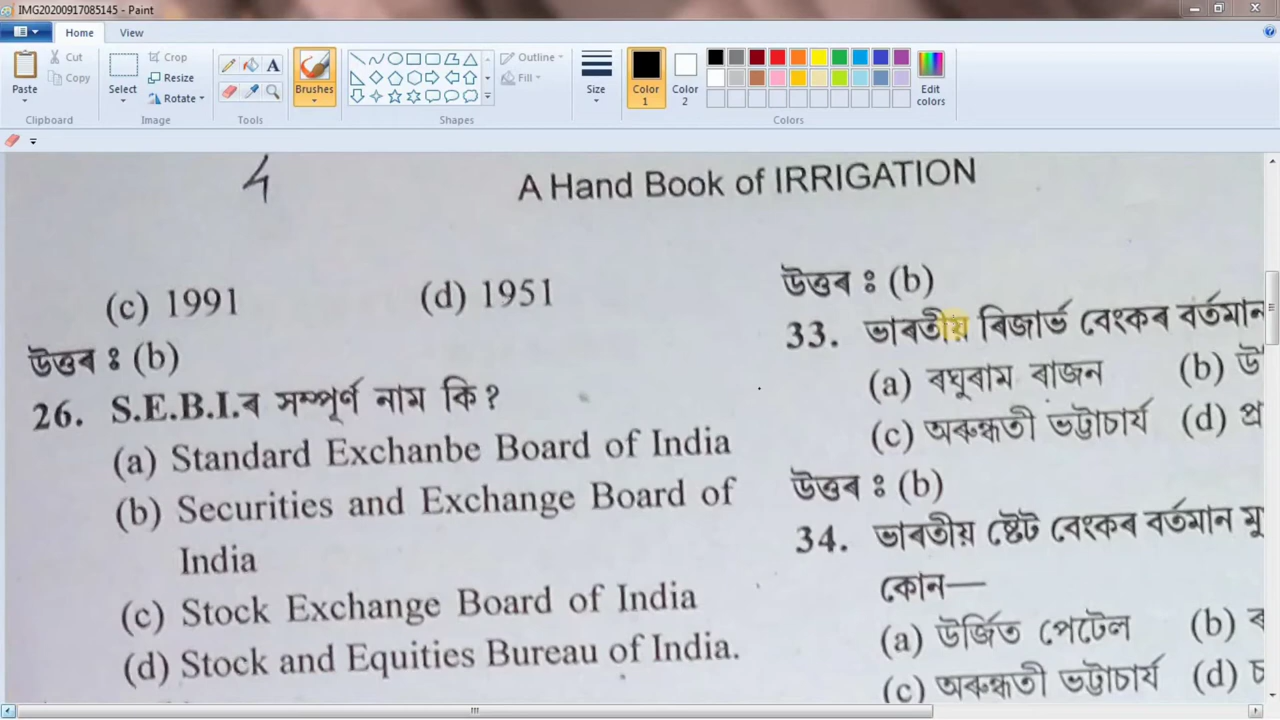 IMG20200917085145 - Paint
Home View
Paste
Cut
Copy
Clipboard
Select
Crop
Resize
Rotate
Image
Tools
Brushes
Shapes
Outline
Fill
Size
Color 1
Color 2
Colors
Edit colors
4
A Hand Book of IRRIGATION
(c) 1991 (d) 1951
উত্তৰ ঃ (b)
26. S.E.B.I.ৰ সম্পূৰ্ণ নাম কি ?
(a) Standard Exchanbe Board of India
(b) Securities and Exchange Board of
India
(c) Stock Exchange Board of India
(d) Stock and Equities Bureau of India.
উত্তৰ ঃ (b)
33. ভাৰতীয় ৰিজাৰ্ভ বেংকৰ বৰ্তমান
(a) ৰঘুৰাম ৰাজন (b) উ
(c) অৰুন্ধতী ভট্টাচাৰ্য (d) প্ৰ
উত্তৰ ঃ (b)
34. ভাৰতীয় ষ্টেট বেংকৰ বৰ্তমান মু
কোন—
(a) উৰ্জিত পেটেল (b)
(c) অৰুন্ধতী ভট্টাচাৰ্য (d) চ